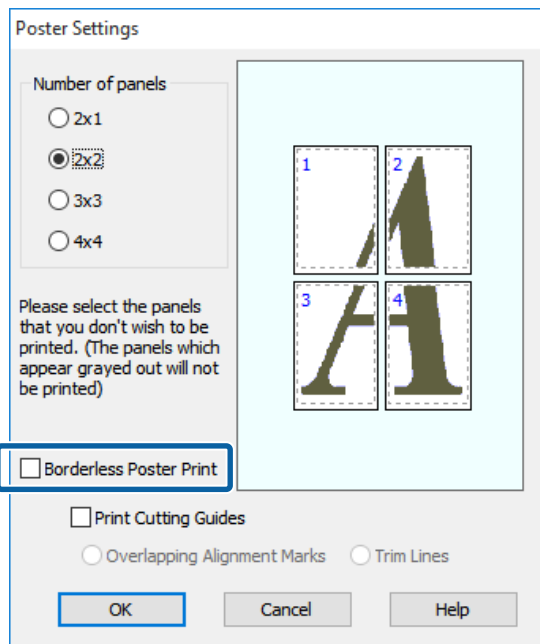 Poster Settings
Number of panels
2x1
2x2
3x3
4x4
Please select the panels
that you don't wish to be
printed. (The panels which
appear grayed out will not
be printed)
1 2
3 4
A
Borderless Poster Print
Print Cutting Guides
Overlapping Alignment Marks Trim Lines
OK Cancel Help